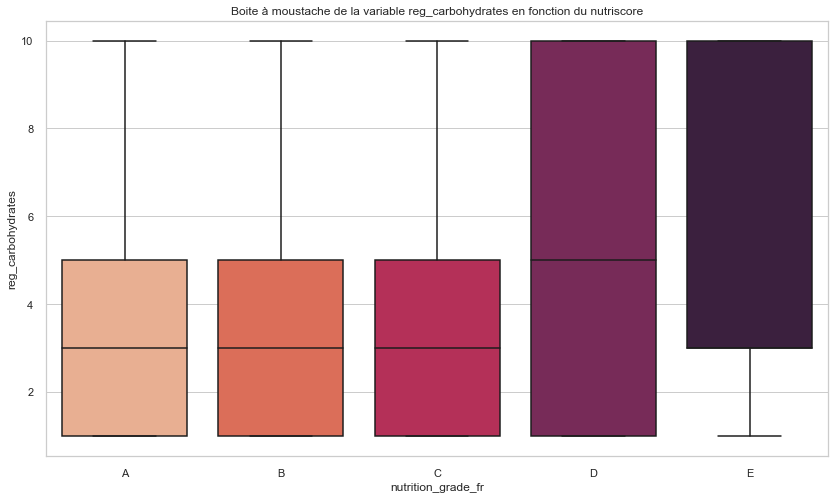 Boite à moustache de la variable reg_carbohydrates en fonction du nutriscore
10
8
6
4
2
reg_carbohydrates
A B C D E
nutrition_grade_fr